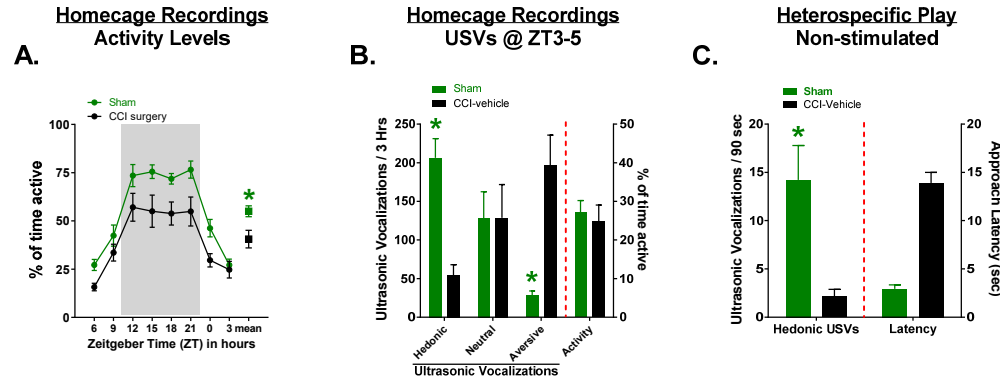 Homecage Recordings
Activity Levels
A.
Sham
CCI surgery
% of time active
100
75
50
25
0
*
6 9 12 15 18 21 0 3 mean
Zeitgeber Time (ZT) in hours
Homecage Recordings
USVs @ ZT3-5
B.
Sham
CCI-vehicle
Ultrasonic Vocalizations / 3 Hrs
250
200
150
100
50
0
*
*
50
40
30
20
10
0
% of time active
Hedonic Neutral Aversive Activity
Ultrasonic Vocalizations
Heterospecific Play
Non-stimulated
C.
Sham
CCI-Vehicle
Ultrasonic Vocalizations / 90 sec
20
15
10
5
0
*
20
15
10
5
0
Approach Latency (sec)
Hedonic USVs Latency